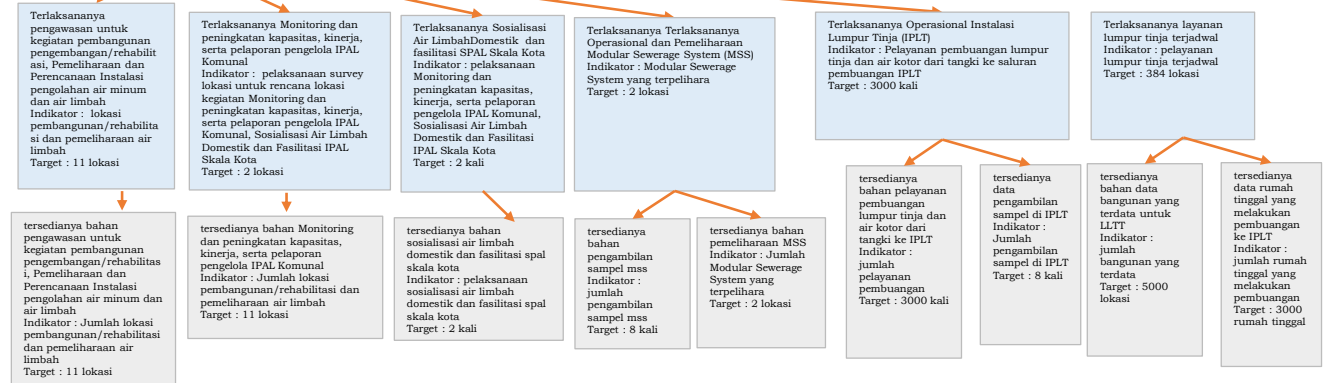 Terlaksananya
pengawasan untuk
kegiatan pembangunan
pengembangan/rehabilit
asi, Pemeliharaan dan
Perencanaan Instalasi
pengolahan air minum
dan air limbah
Indikator : lokasi
pembangunan/rehabilita
si dan pemeliharaan air
limbah
Target : 11 lokasi
Terlaksananya Monitoring dan
peningkatan kapasitas, kinerja,
serta pelaporan pengelola IPAL
Komunal
Indikator : pelaksanaan survey
lokasi untuk rencana lokasi
kegiatan Monitoring dan
peningkatan kapasitas, kinerja,
serta pelaporan pengelola IPAL
Komunal, Sosialisasi Air Limbah
Domestik dan Fasilitasi IPAL
Skala Kota
Target : 2 lokasi
Terlaksananya Sosialisasi
Air LimbahDomestik dan
fasilitasi SPAL Skala Kota
Indikator : pelaksanaan
Monitoring dan
peningkatan kapasitas,
kinerja, serta pelaporan
pengelola IPAL Komunal,
Sosialisasi Air Limbah
Domestik dan Fasilitasi
IPAL Skala Kota
Target : 2 kali
Terlaksananya Terlaksananya
Operasional dan Pemeliharaan
Modular Sewerage System (MSS)
Indikator : Modular Sewerage
System yang terpelihara
Target : 2 lokasi
Terlaksananya Operasional Instalasi
Lumpur Tinja (IPLT)
Indikator : Pelayanan pembuangan lumpur
tinja dan air kotor dari tangki ke saluran
pembuangan IPLT
Target : 3000 kali
Terlaksananya layanan
lumpur tinja terjadwal
Indikator : pelayanan
lumpur tinja terjadwal
Target : 384 lokasi
tersedianya bahan
pengawasan untuk
kegiatan pembangunan
pengembangan/rehabilitas
i, Pemeliharaan dan
Perencanaan Instalasi
pengolahan air minum dan
air limbah
Indikator : Jumlah lokasi
pembangunan/rehabilitasi
dan pemeliharaan air
limbah
Target : 11 lokasi
tersedianya bahan Monitoring
dan peningkatan kapasitas,
kinerja, serta pelaporan
pengelola IPAL Komunal
Indikator : Jumlah lokasi
pembangunan/rehabilitasi dan
pemeliharaan air limbah
Target : 11 lokasi
tersedianya bahan
sosialisasi air limbah
domestik dan fasilitasi spal
skala kota
Indikator : pelaksanaan
sosialisasi air limbah
domestik dan fasilitasi spal
skala kota
Target : 2 kali
tersedianya
bahan
pengambilan
sampel mss
Indikator :
jumlah
pengambilan
sampel mss
Target : 8 kali
tersedianya bahan
pemeliharaan MSS
Indikator : Jumlah
Modular Sewerage
System yang
terpelihara
Target : 2 lokasi
tersedianya
bahan pelayanan
pembuangan
lumpur tinja dan
air kotor dari
tangki ke IPLT
Indikator :
jumlah
pelayanan
pembuangan
Target : 3000 kali
tersedianya
data
pengambilan
sampel di IPLT
Indikator :
Jumlah
pengambilan
sampel di IPLT
Target : 8 kali
tersedianya
bahan data
bangunan yang
terdata untuk
LLTT
Indikator :
jumlah
bangunan yang
terdata
Target : 5000
lokasi
tersedianya
data rumah
tinggal yang
melakukan
pembuangan
ke IPLT
Indikator :
jumlah rumah
tinggal yang
melakukan
pembuangan
Target : 3000
rumah tinggal